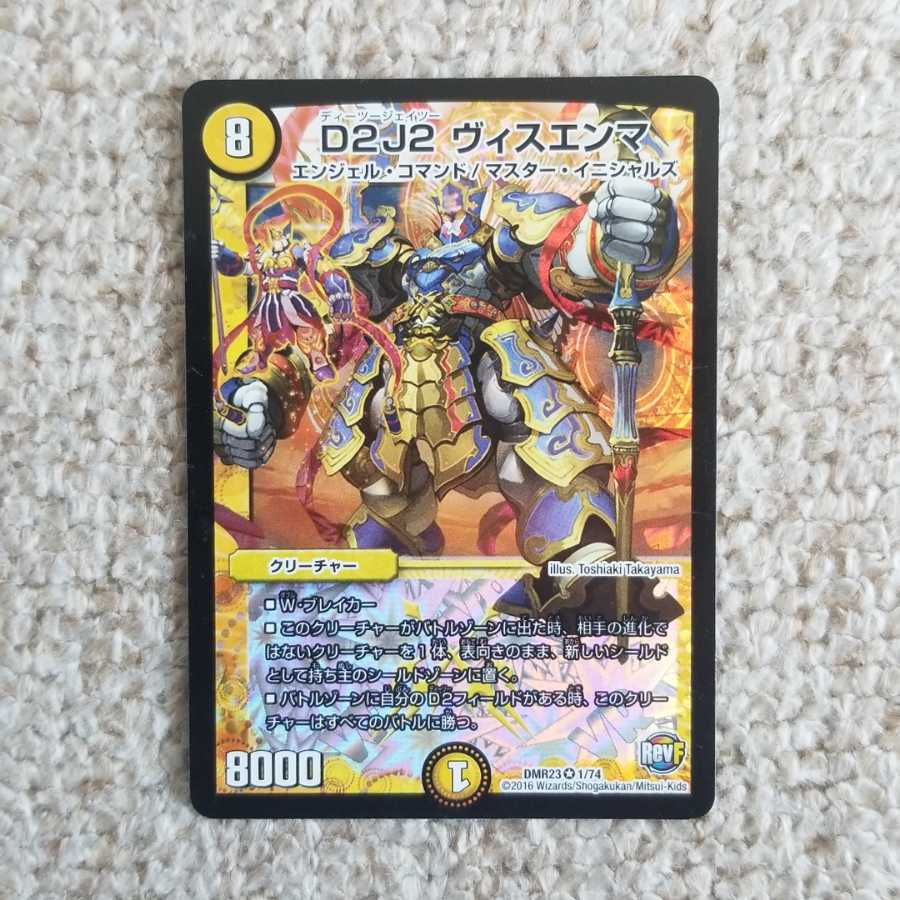 8
ディーツージェイツー
D2J2 ヴィスエンマ
エンジェル・コマンド/マスター・イニシャルズ
クリーチャー
illus. Toshiaki Takayama
■W・ブレイカー
■このクリーチャーがバトルゾーンに出た時、相手の進化で
はないクリーチャーを1体、表向きのまま、新しいシールド
として持ち主のシールドゾーンに置く。
■バトルゾーンに自分のD2フィールドがある時、このクリー
チャーはすべてのバトルに勝つ。
RevF
8000
1
DMR23 ✪ 1/74
©2016 Wizards/Shogakukan/Mitsui-Kids